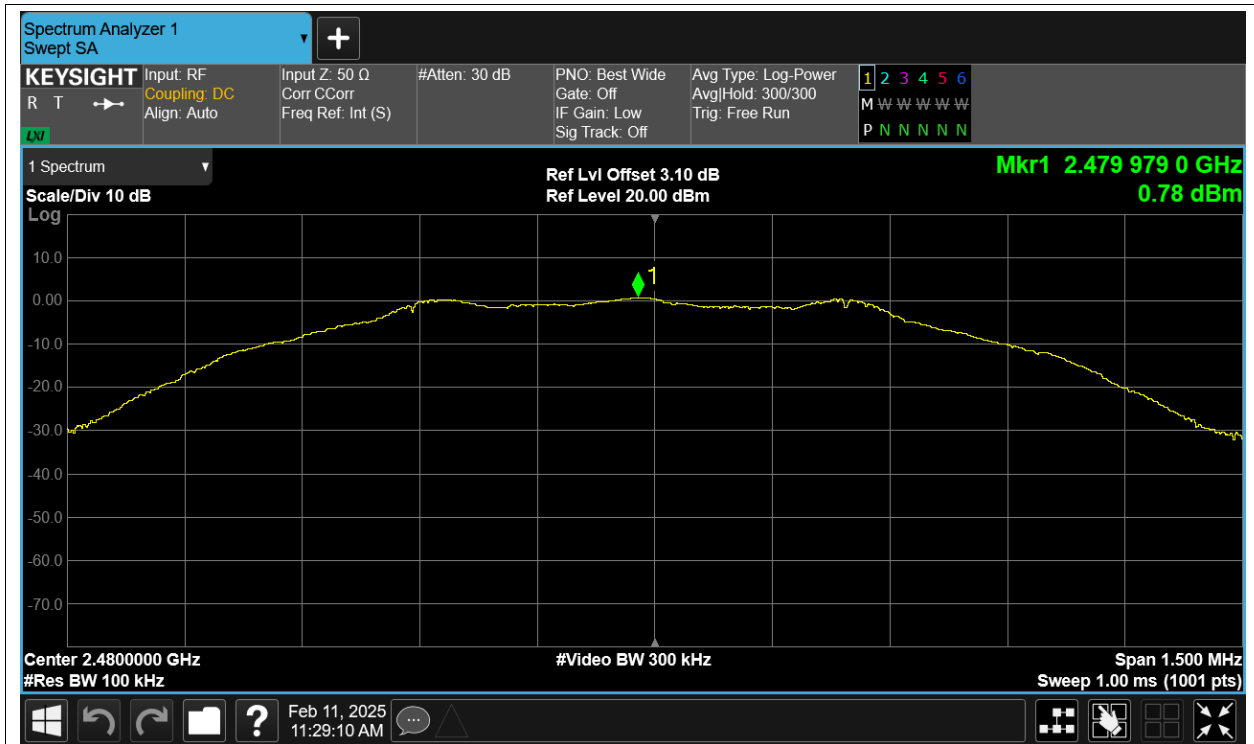 Spectrum Analyzer 1
Swept SA
KEYSIGHT
R T
LXI
Input: RF
Coupling: DC
Align: Auto
Input Z: 50 Ω
Corr CCorr
Freq Ref: Int (S)
#Atten: 30 dB
PNO: Best Wide
Gate: Off
IF Gain: Low
Sig Track: Off
Avg Type: Log-Power
Avg|Hold: 300/300
Trig: Free Run
1 2 3 4 5 6
M W W W W W
P N N N N N
1 Spectrum
Scale/Div 10 dB
Log
Ref Lvl Offset 3.10 dB
Ref Level 20.00 dBm
Mkr1 2.479 979 0 GHz
0.78 dBm
10.0
1
0.00
-10.0
-20.0
-30.0
-40.0
-50.0
-60.0
-70.0
Center 2.4800000 GHz
#Res BW 100 kHz
#Video BW 300 kHz
Span 1.500 MHz
Sweep 1.00 ms (1001 pts)
?
Feb 11, 2025
11:29:10 AM